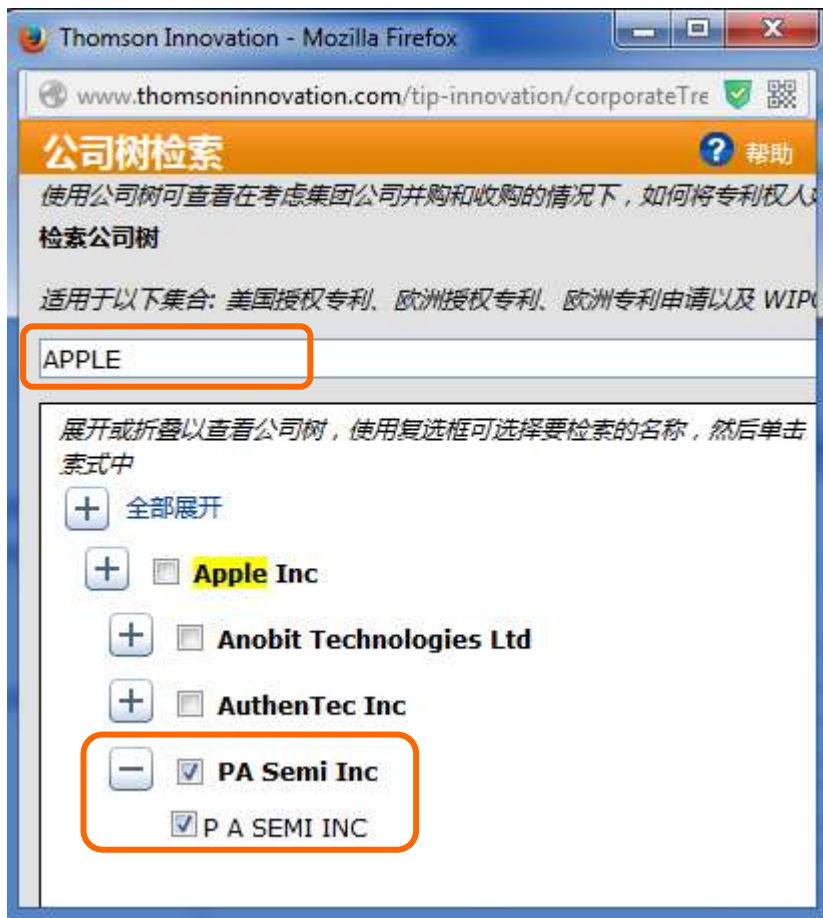 Thomson Innovation - Mozilla Firefox
www.thomsoninnovation.com/tip-innovation/corporateTre
公司树检索
? 帮助
使用公司树可查看在考虑集团公司并购和收购的情况下，如何将专利权人
检索公司树
适用于以下集合: 美国授权专利、欧洲授权专利、欧洲专利申请以及 WIP
APPLE
展开或折叠以查看公司树，使用复选框可选择要检索的名称，然后单击
索式中
全部展开
Apple Inc
Anobit Technologies Ltd
AuthenTec Inc
PA Semi Inc
P A SEMI INC